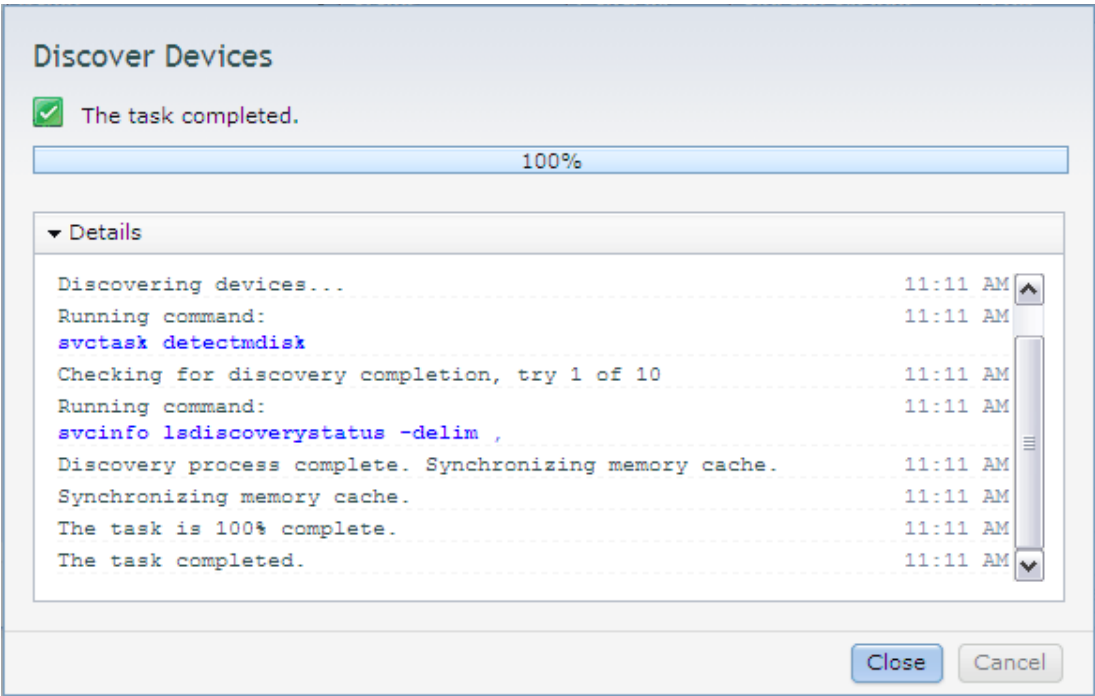 Discover Devices
The task completed.
100%
Details
Discovering devices... 11:11 AM
Running command: 11:11 AM
svctask detectmdisk
Checking for discovery completion, try 1 of 10 11:11 AM
Running command: 11:11 AM
svcinfo lsdiscoverystatus -delim ,
Discovery process complete. Synchronizing memory cache. 11:11 AM
Synchronizing memory cache. 11:11 AM
The task is 100% complete. 11:11 AM
The task completed. 11:11 AM
Close Cancel